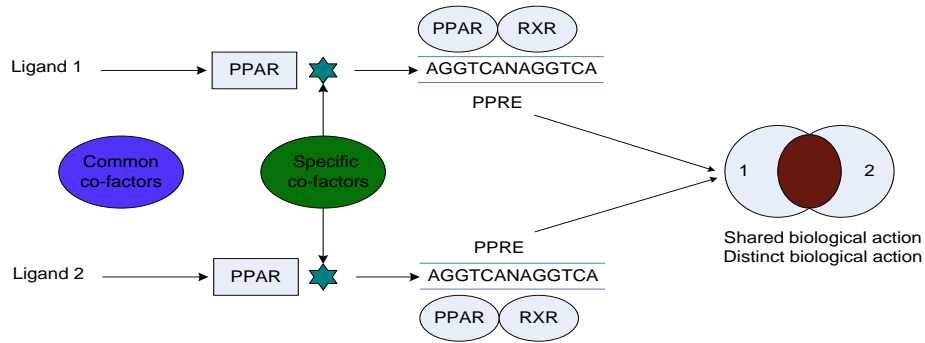 PPAR RXR
Ligand 1
PPAR
AGGTCANAGGTCA
PPRE
Common
co-factors
Specific
co-factors
1 2
Shared biological action
Distinct biological action
PPRE
Ligand 2
PPAR
AGGTCANAGGTCA
PPAR RXR